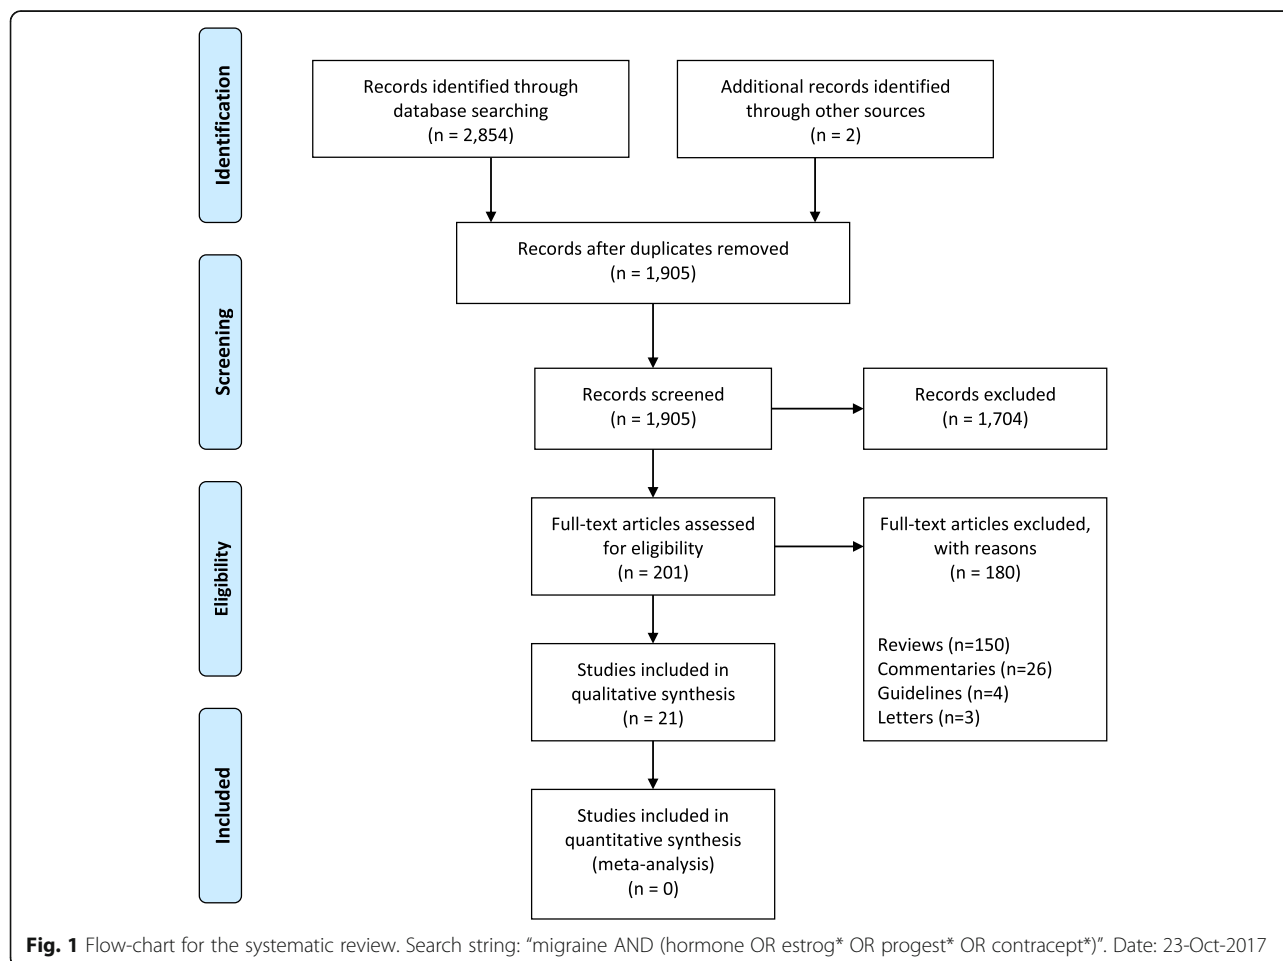 Identification
Records identified through
database searching
(n = 2,854)
Additional records identified
through other sources
(n = 2)
Records after duplicates removed
(n = 1,905)
Screening
Records screened
(n = 1,905)
Records excluded
(n = 1,704)
Eligibility
Full-text articles assessed
for eligibility
(n = 201)
Full-text articles excluded,
with reasons
(n = 180)
Reviews (n=150)
Commentaries (n=26)
Guidelines (n=4)
Letters (n=3)
Studies included in
qualitative synthesis
(n = 21)
Included
Studies included in
quantitative synthesis
(meta-analysis)
(n = 0)
Fig. 1 Flow-chart for the systematic review. Search string: “migraine AND (hormone OR estrog* OR progest* OR contracept*)”. Date: 23-Oct-2017